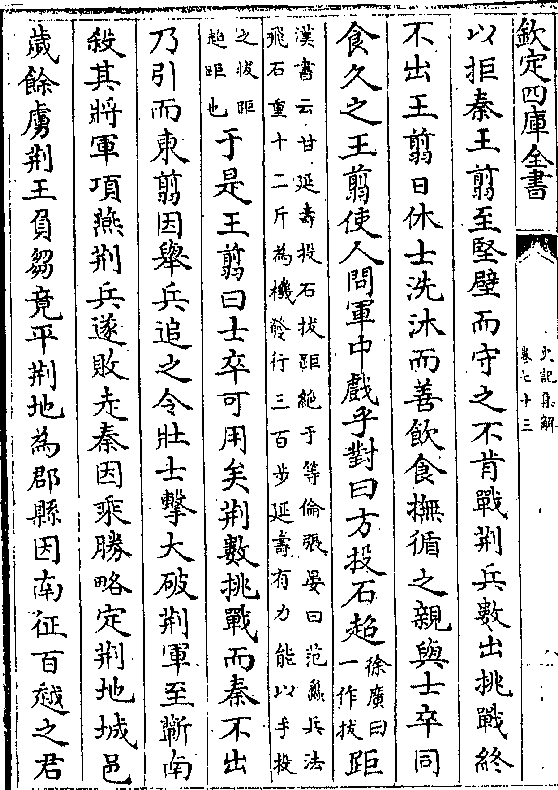 欽定四庫全書
史記集解
卷七十三
以拒秦王翦至堅壁而守之不肯戰荆兵數出挑戰終
不出王翦日休士洗沐而善飲食撫循之親與士卒同
食久之王翦使人問軍中戲乎對曰方投石超
徐廣曰
一作拔
距
漢書云甘延壽投石拔距絶于等倫張晏曰范蠡兵法
飛石重十二斤為機發行三百步延壽有力能以手投
之拔距
超距也
于是王翦曰士卒可用矣荆數挑戰而秦不出
乃引而東翦因舉兵追之令壯士擊大破荆軍至蘄南
殺其將軍項燕荆兵遂敗走秦因乘勝略定荆地城邑
歲餘虜荆王負芻竟平荆地為郡縣因南征百越之君